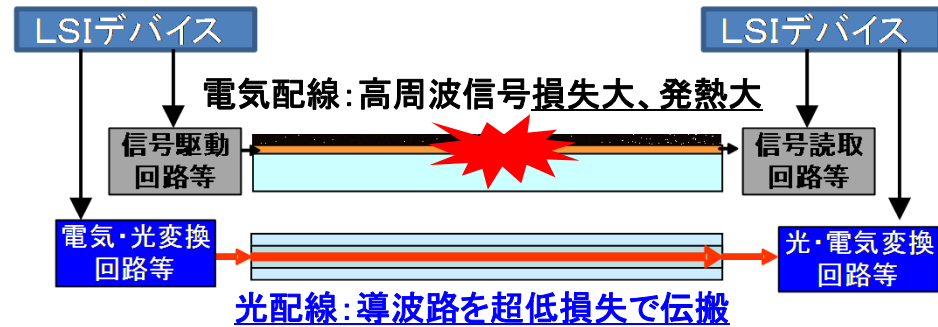 LSIデバイス
LSIデバイス
電気配線：高周波信号損失大、発熱大
信号駆動
回路等
信号読取
回路等
電気・光変換
回路等
光・電気変換
回路等
光配線：導波路を超低損失で伝搬